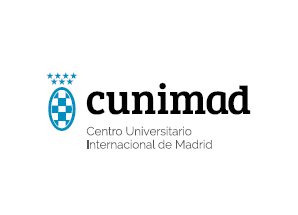 cunimad
Centro Universitario
Internacional de Madrid